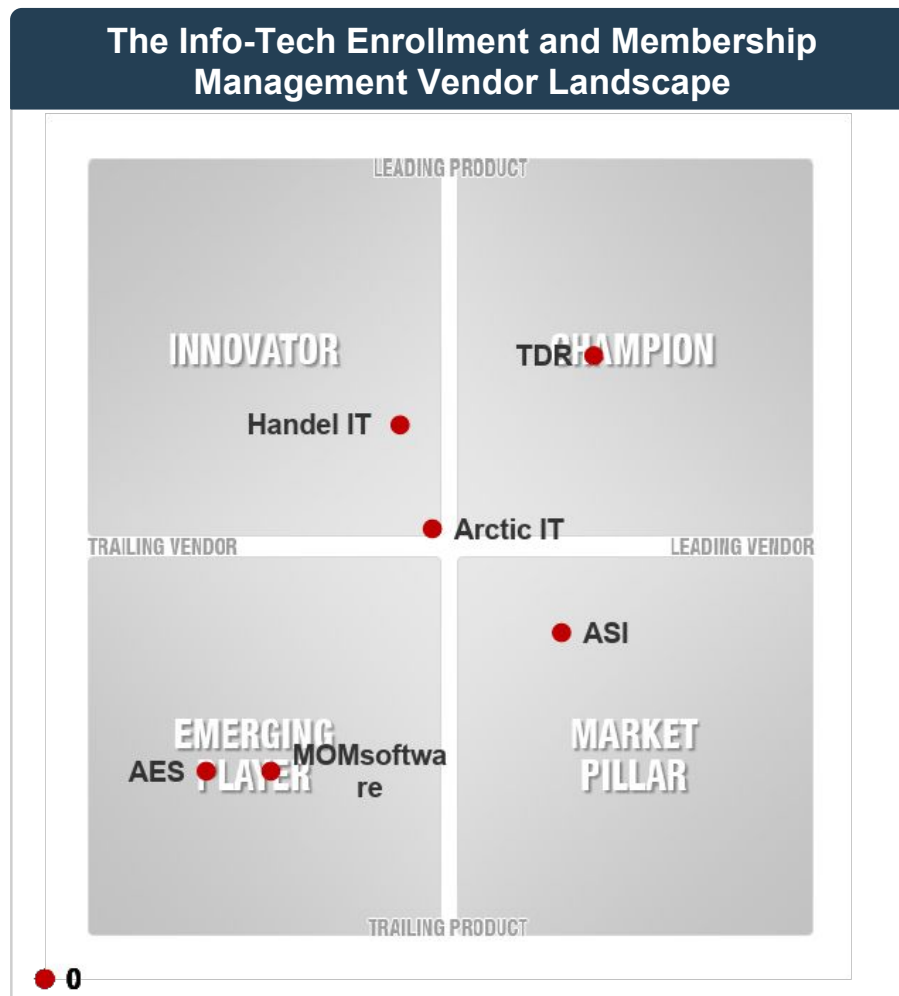 The Info-Tech Enrollment and Membership
Management Vendor Landscape
LEADING PRODUCT
INNOVATOR
CHAMPION
TDR
Handel IT
Arctic IT
TRAILING VENDOR
LEADING VENDOR
ASI
EMERGING
PLAYER
MARKET
PILLAR
AES
MOMsoftwa
re
TRAILING PRODUCT
0